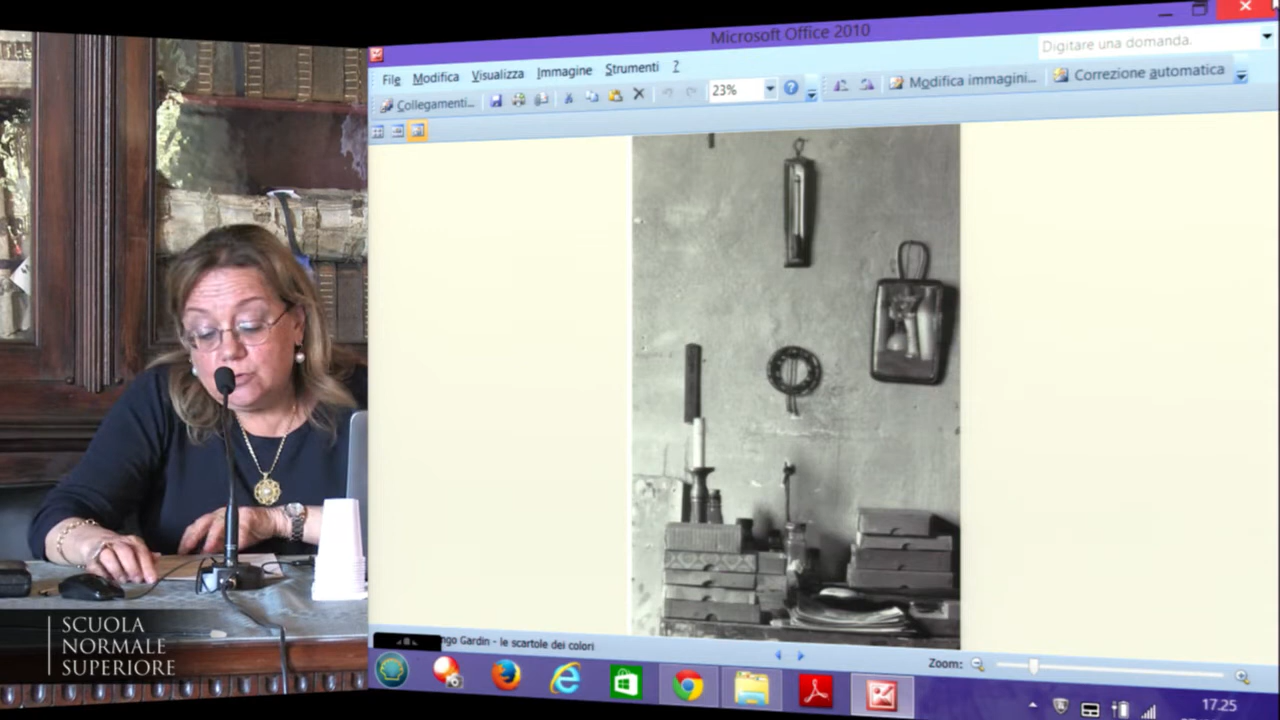 Microsoft Office 2010
Digitare una domanda.
File Modifica Visualizza Immagine Strumenti ?
Collegamenti... 23% Modifica immagini... Correzione automatica
SCUOLA
NORMALE
SUPERIORE
ngo Gardin - le scartole dei colori
Zoom:
17.25